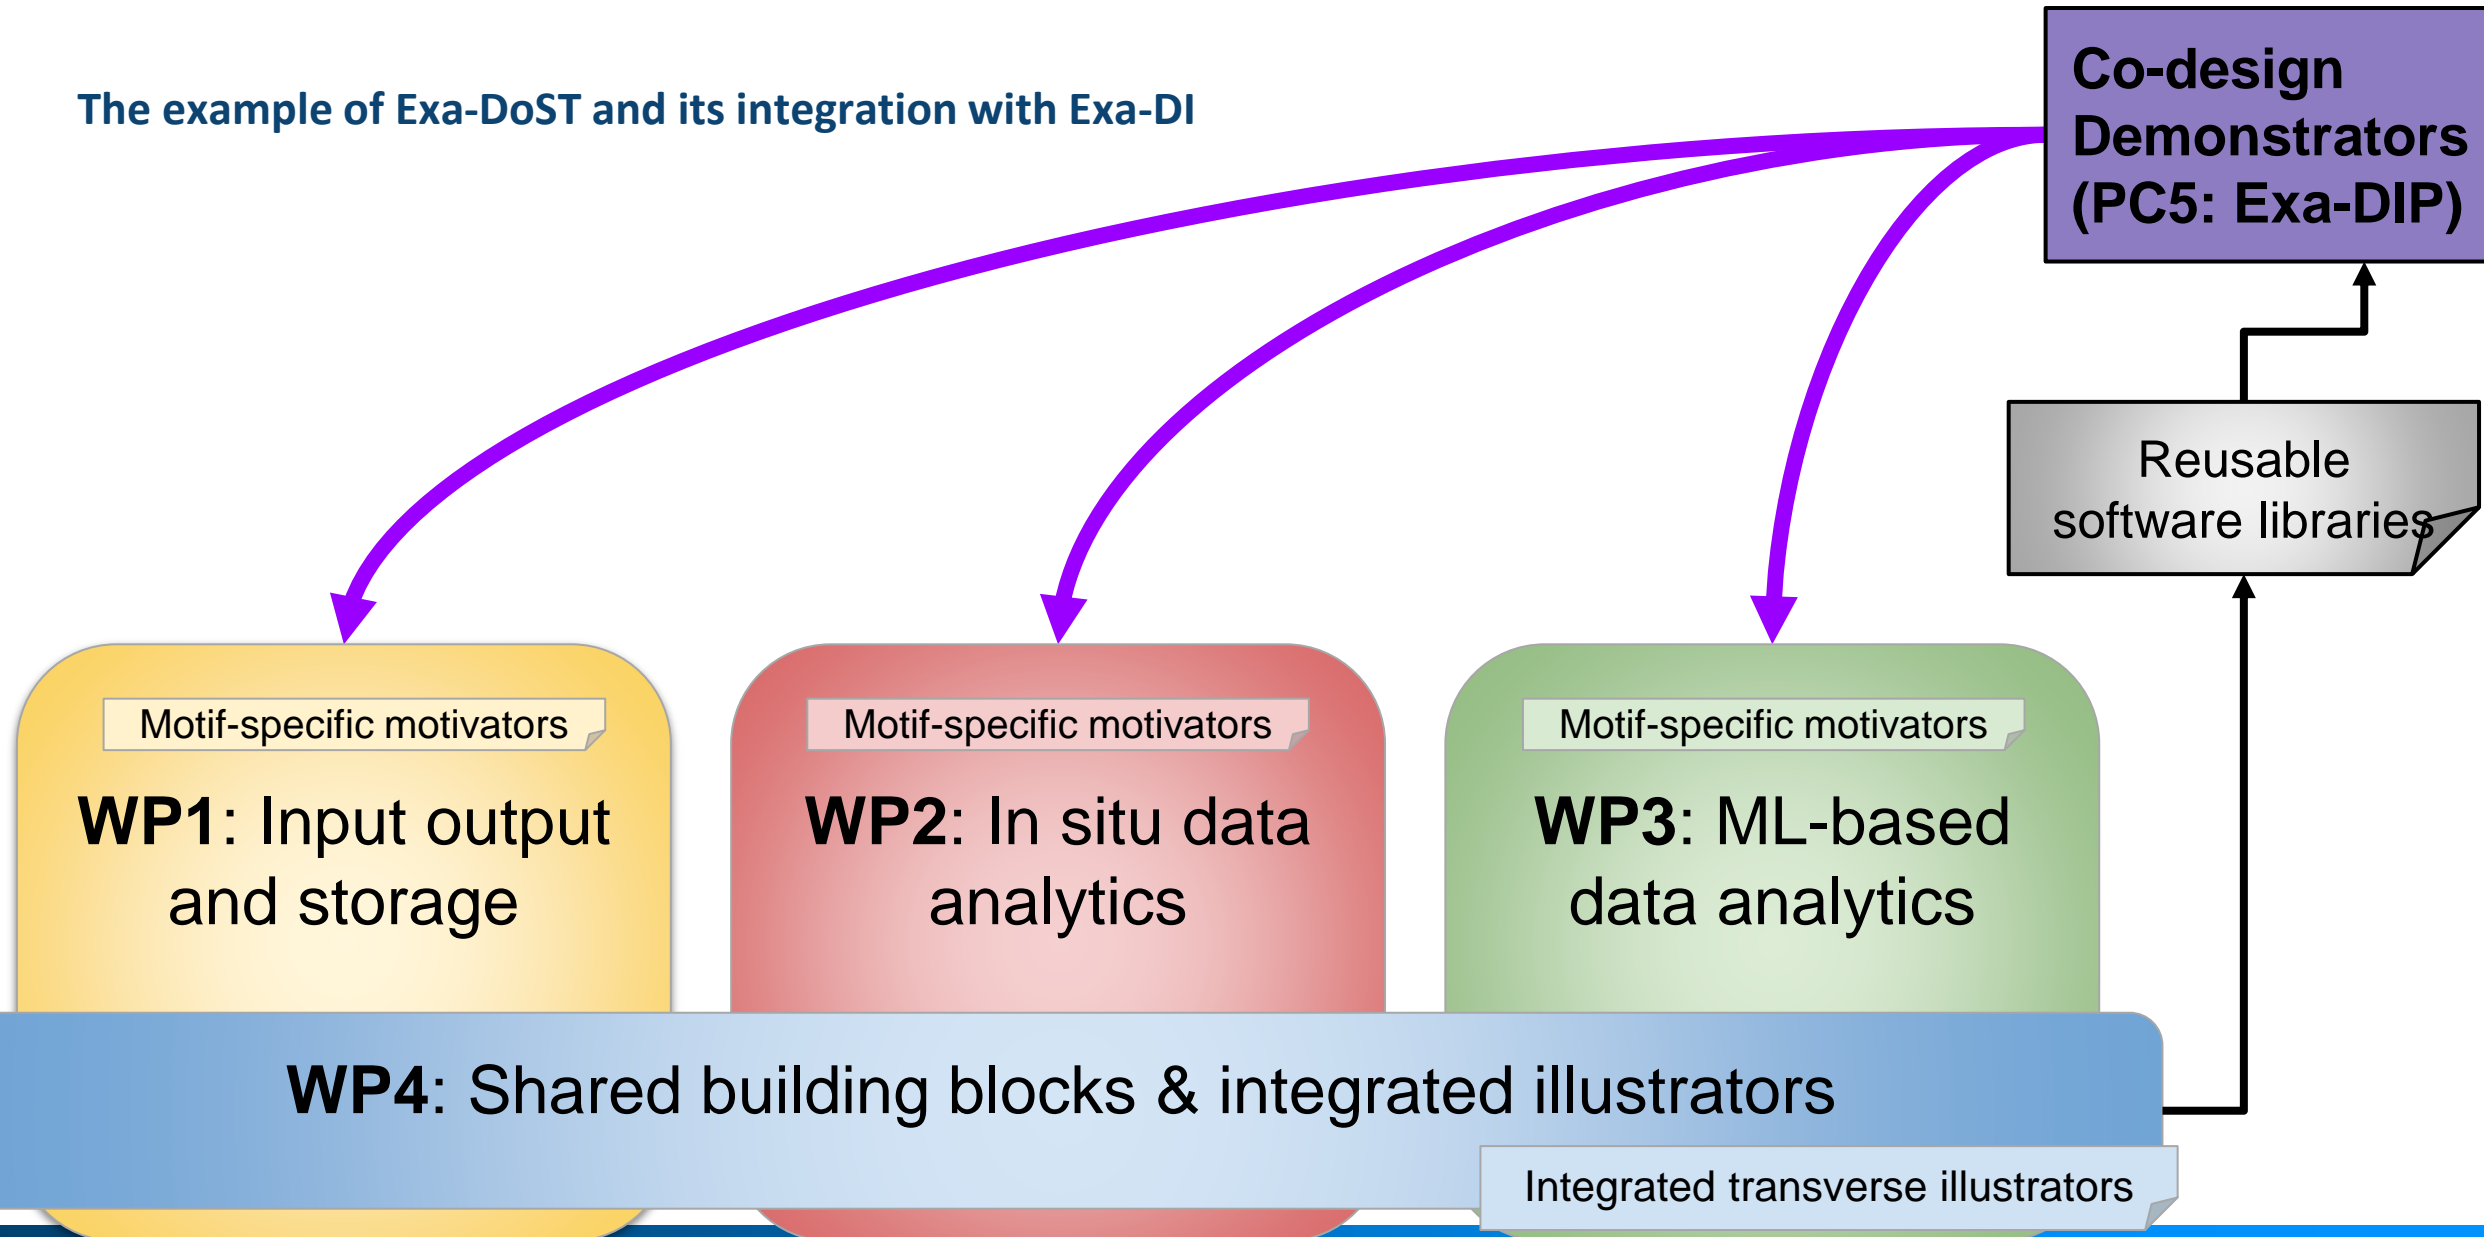 The example of Exa-DoST and its integration with Exa-DI
Co-design
Demonstrators
(PC5: Exa-DIP)
Reusable
software libraries
Motif-specific motivators
WP1: Input output
and storage
Motif-specific motivators
WP2: In situ data
analytics
Motif-specific motivators
WP3: ML-based
data analytics
WP4: Shared building blocks & integrated illustrators
Integrated transverse illustrators